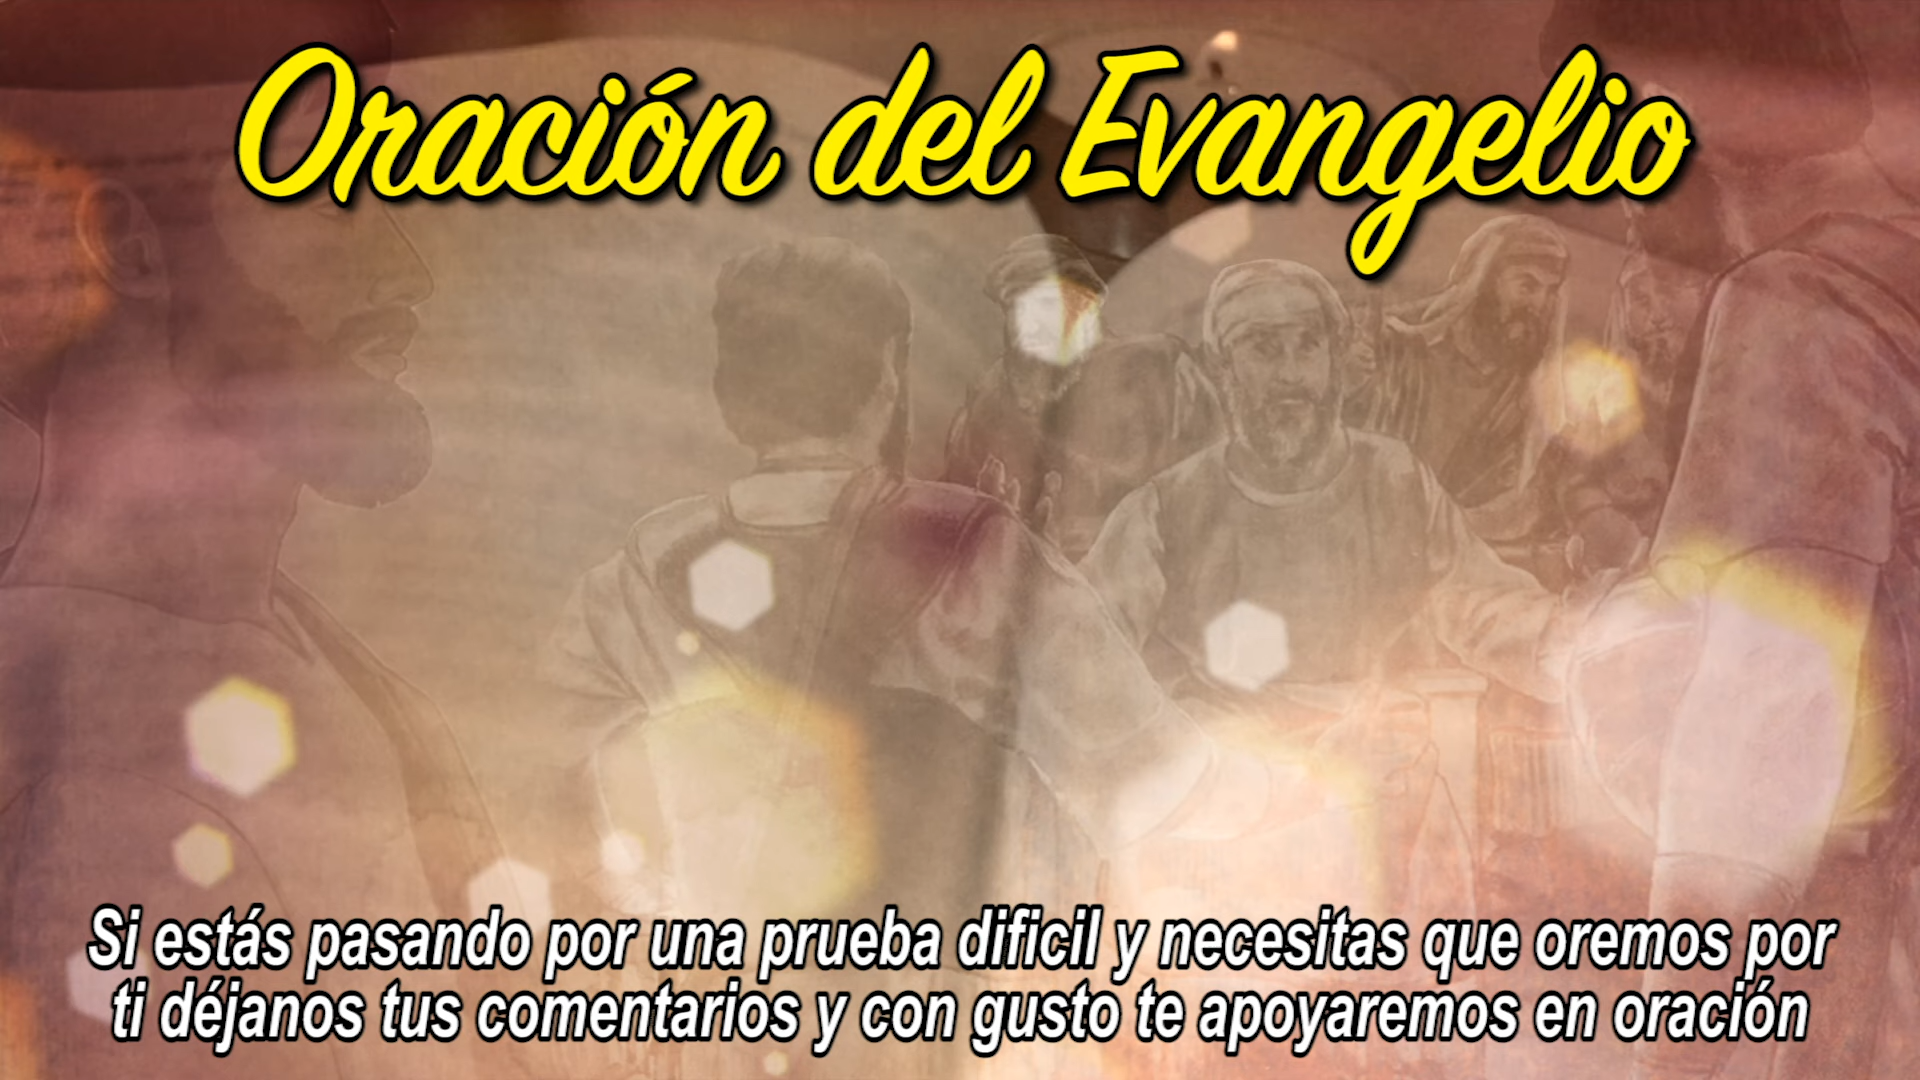 Oración del Evangelio
Si estás pasando por una prueba dificil y necesitas que oremos por
ti déjanos tus comentarios y con gusto te apoyaremos en oración